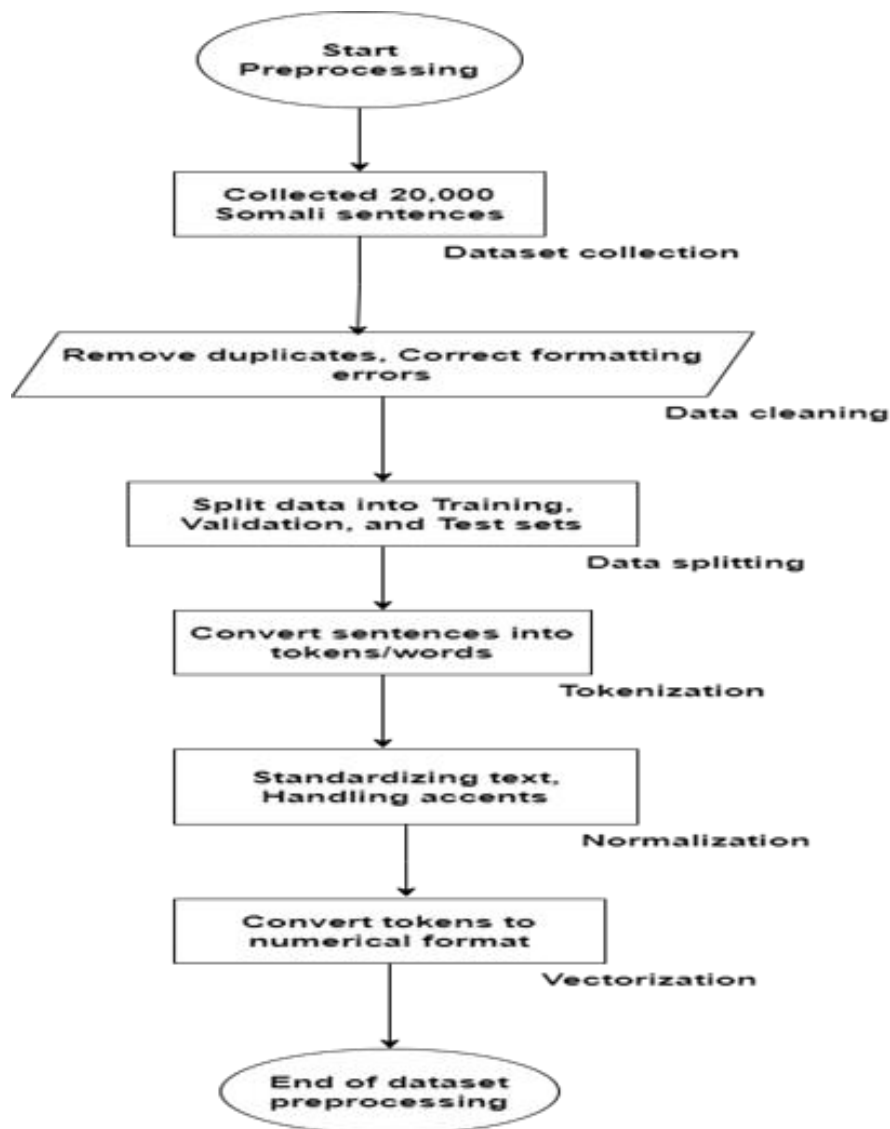 Start
Preprocessing
Collected 20,000
Somali sentences
Dataset collection
Remove duplicates, Correct formatting
errors
Data cleaning
Split data into Training,
Validation, and Test sets
Data splitting
Convert sentences into
tokens/words
Tokenization
Standardizing text,
Handling accents
Normalization
Convert tokens to
numerical format
Vectorization
End of dataset
preprocessing